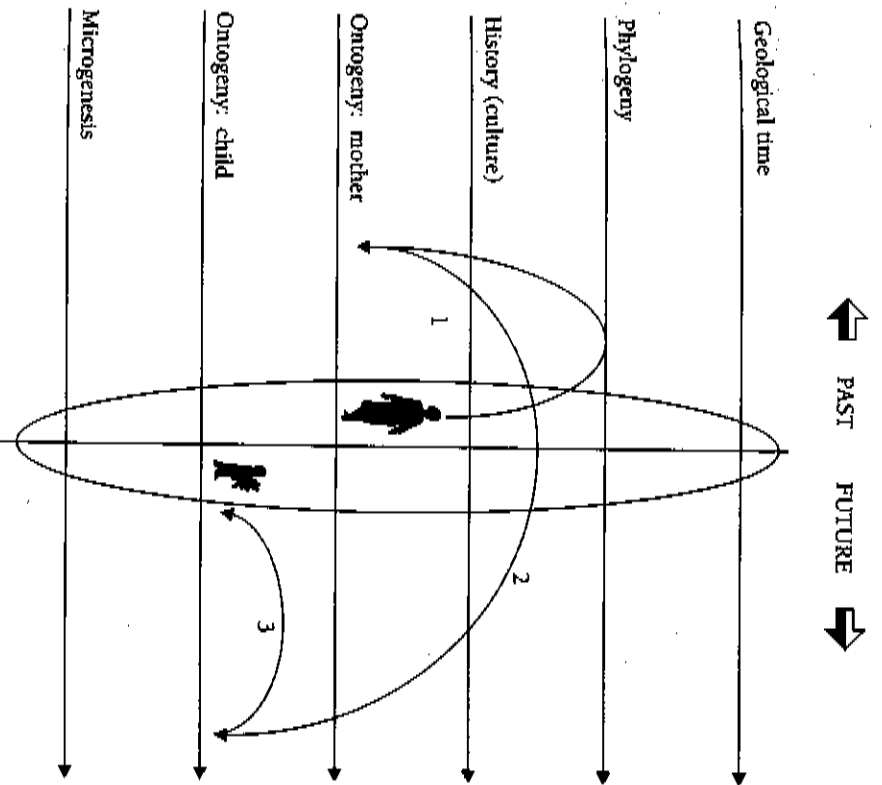 PAST FUTURE
Geological time
Phylogeny
History (culture)
Ontogeny: mother
Ontogeny: child
Microgenesis
1
2
3